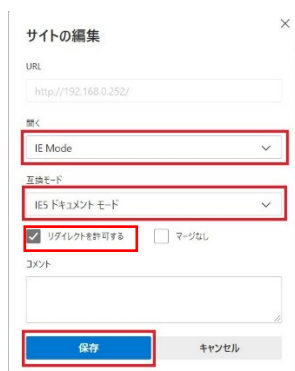 サイトの編集
URL
http://192.168.0.252/
開く
IE Mode
互換モード
IE5 ドキュメント モード
リダイレクトを許可する マージなし
コメント
保存 キャンセル